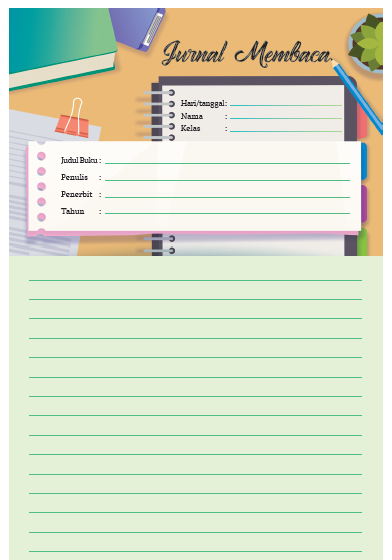 Jurnal Membaca
Hari/tanggal:
Nama :
Kelas :
Judul Buku :
Penulis :
Penerbit :
Tahun :